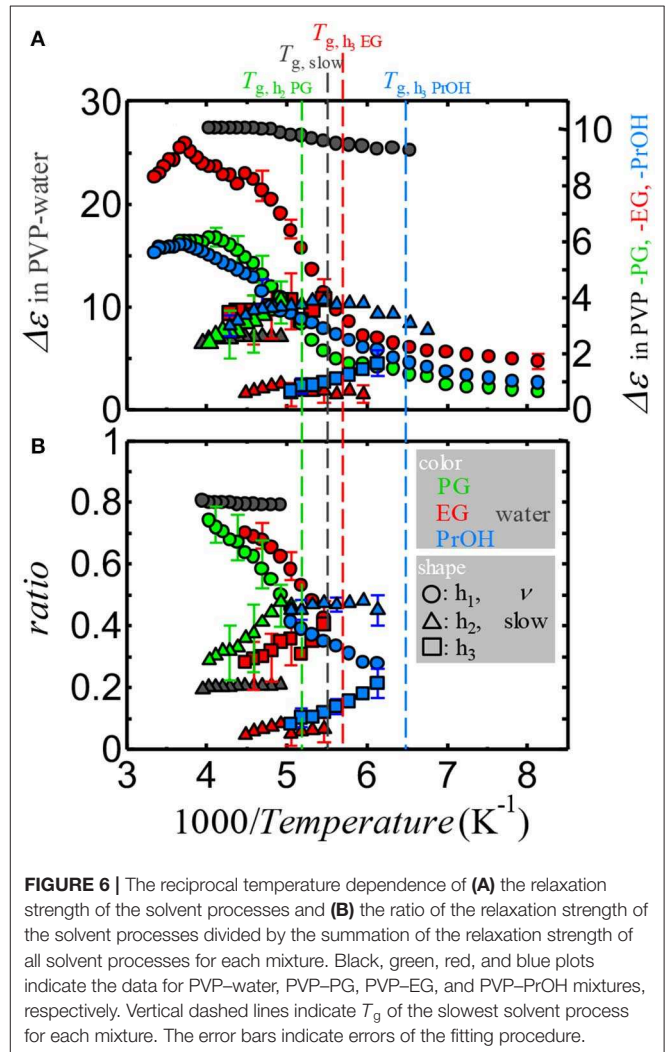 A
T_g, h_3 EG
T_g, slow
T_g, h_2 PG
T_g, h_3 PrOH
30
20
10
0
Δε in PVP-water
10
8
6
4
2
0
Δε in PVP -PG, -EG, -PrOH
B
1
0.8
0.6
0.4
0.2
0
ratio
color
PG
EG water
PrOH
shape
○: h_1, ν
△: h_2, slow
□: h_3
3 4 5 6 7 8
1000/Temperature (K^-1)
FIGURE 6 | The reciprocal temperature dependence of (A) the relaxation
strength of the solvent processes and (B) the ratio of the relaxation strength of
the solvent processes divided by the summation of the relaxation strength of
all solvent processes for each mixture. Black, green, red, and blue plots
indicate the data for PVP–water, PVP–PG, PVP–EG, and PVP–PrOH mixtures,
respectively. Vertical dashed lines indicate T_g of the slowest solvent process
for each mixture. The error bars indicate errors of the fitting procedure.